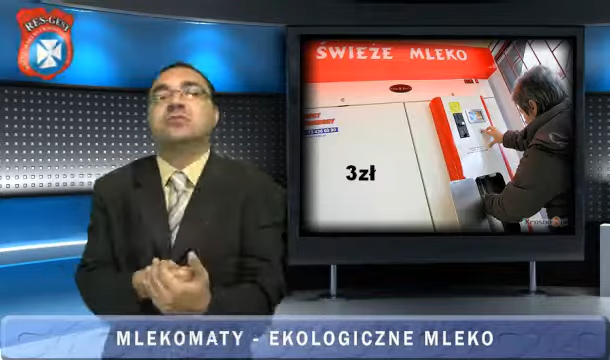 RES-GEST
ŚWIEŻE MLEKO
3zł
MLEKOMATY - EKOLOGICZNE MLEKO